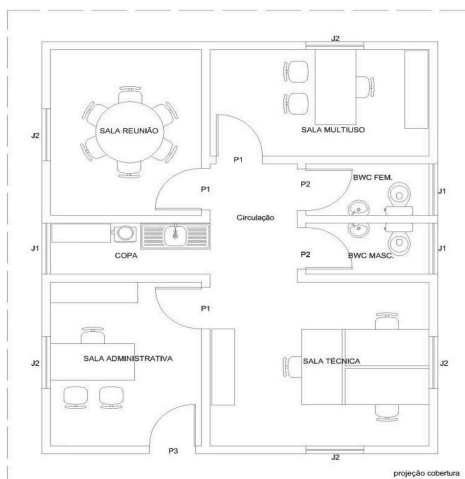 J2
SALA REUNIÃO
SALA MULTIUSO
J2
P1
BWC FEM.
P1
P2
J1
Circulação
J1
COPA
P2
BWC MASC.
J1
P1
J2
SALA ADMINISTRATIVA
SALA TÉCNICA
J2
P3
J2
projeção cobertura